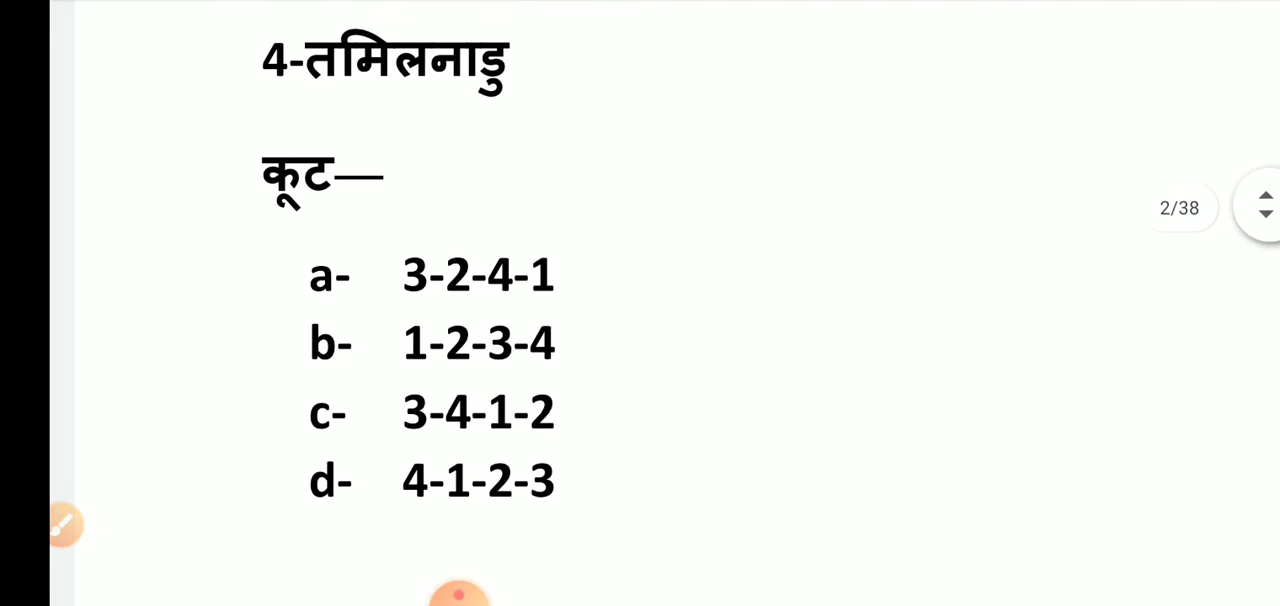 4-तमिलनाडु
कूट—
2/38
a- 3-2-4-1
b- 1-2-3-4
c- 3-4-1-2
d- 4-1-2-3